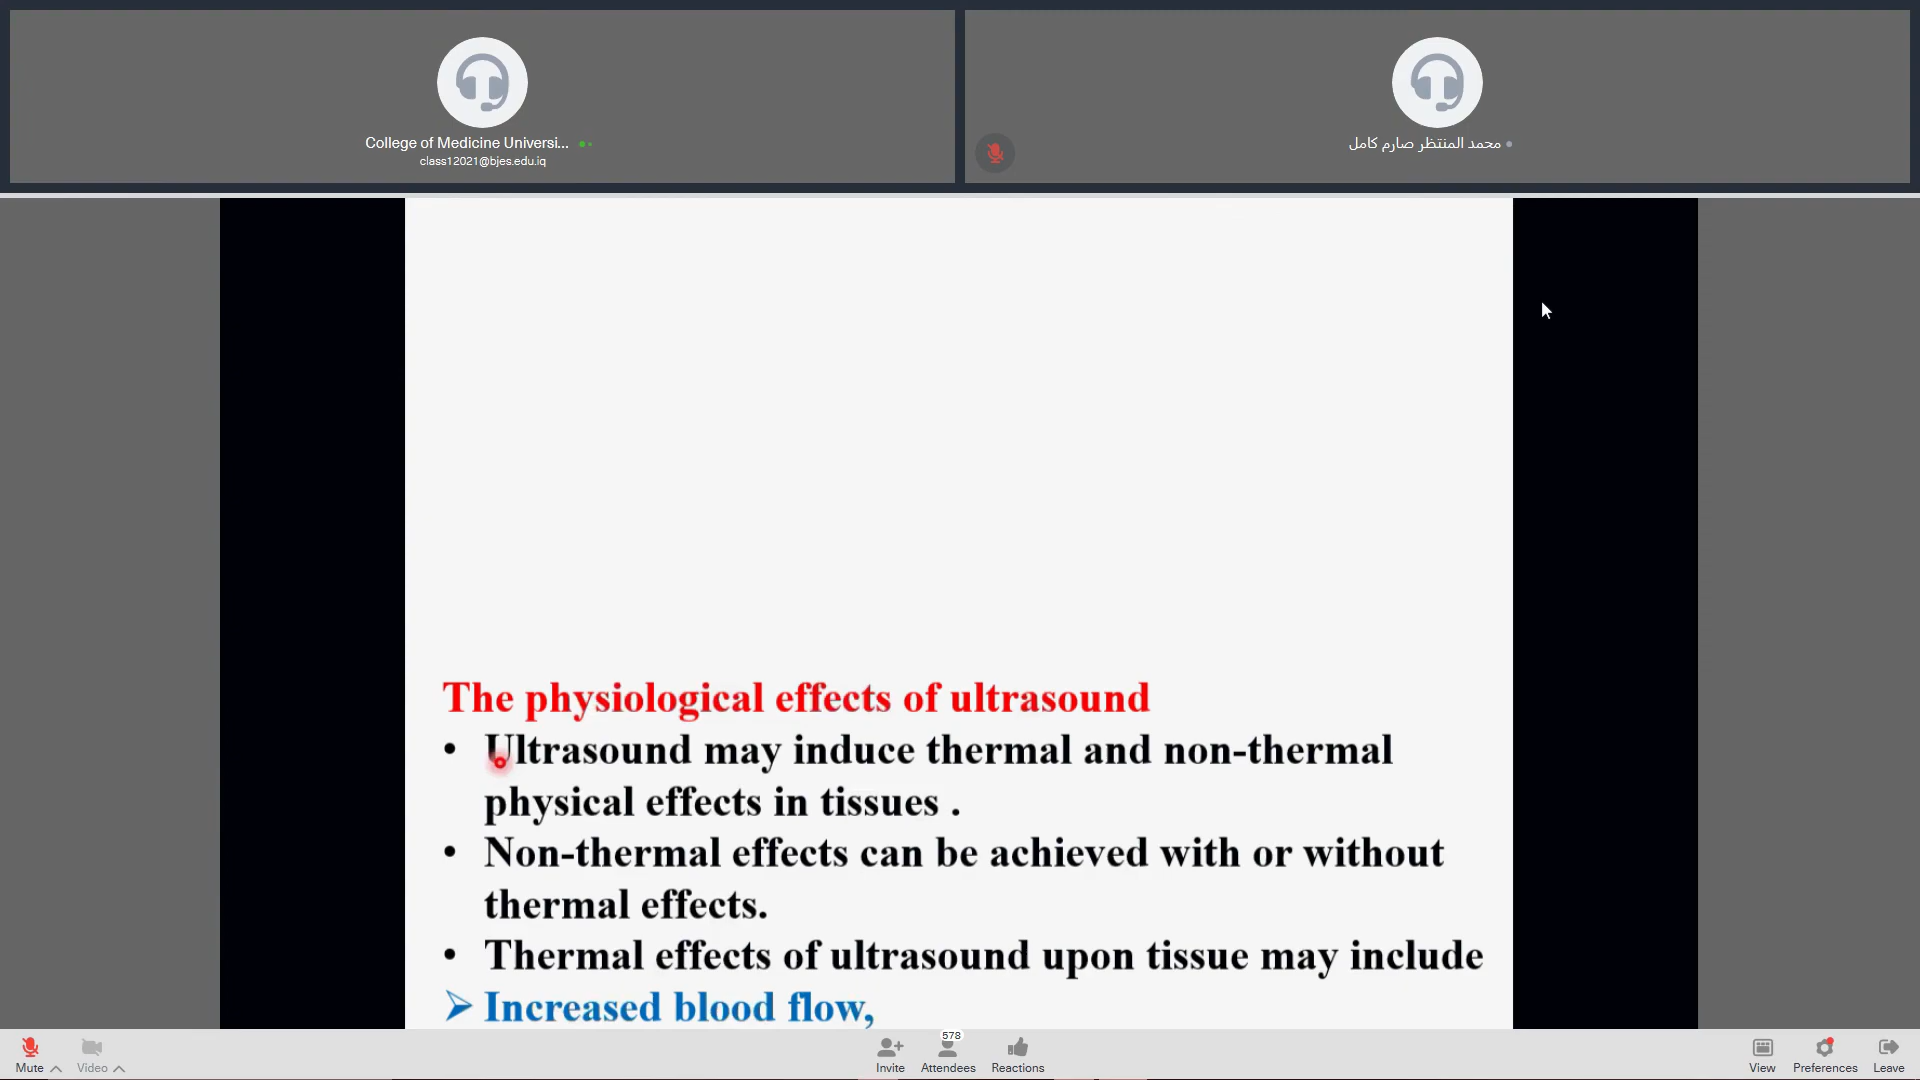 College of Medicine Universi...
class12021@bjes.edu.iq
محمد المنتظر صارم كامل
The physiological effects of ultrasound
• Ultrasound may induce thermal and non-thermal
physical effects in tissues .
• Non-thermal effects can be achieved with or without
thermal effects.
• Thermal effects of ultrasound upon tissue may include
➢ Increased blood flow,
578
Mute
Video
Invite
Attendees
Reactions
View
Preferences
Leave